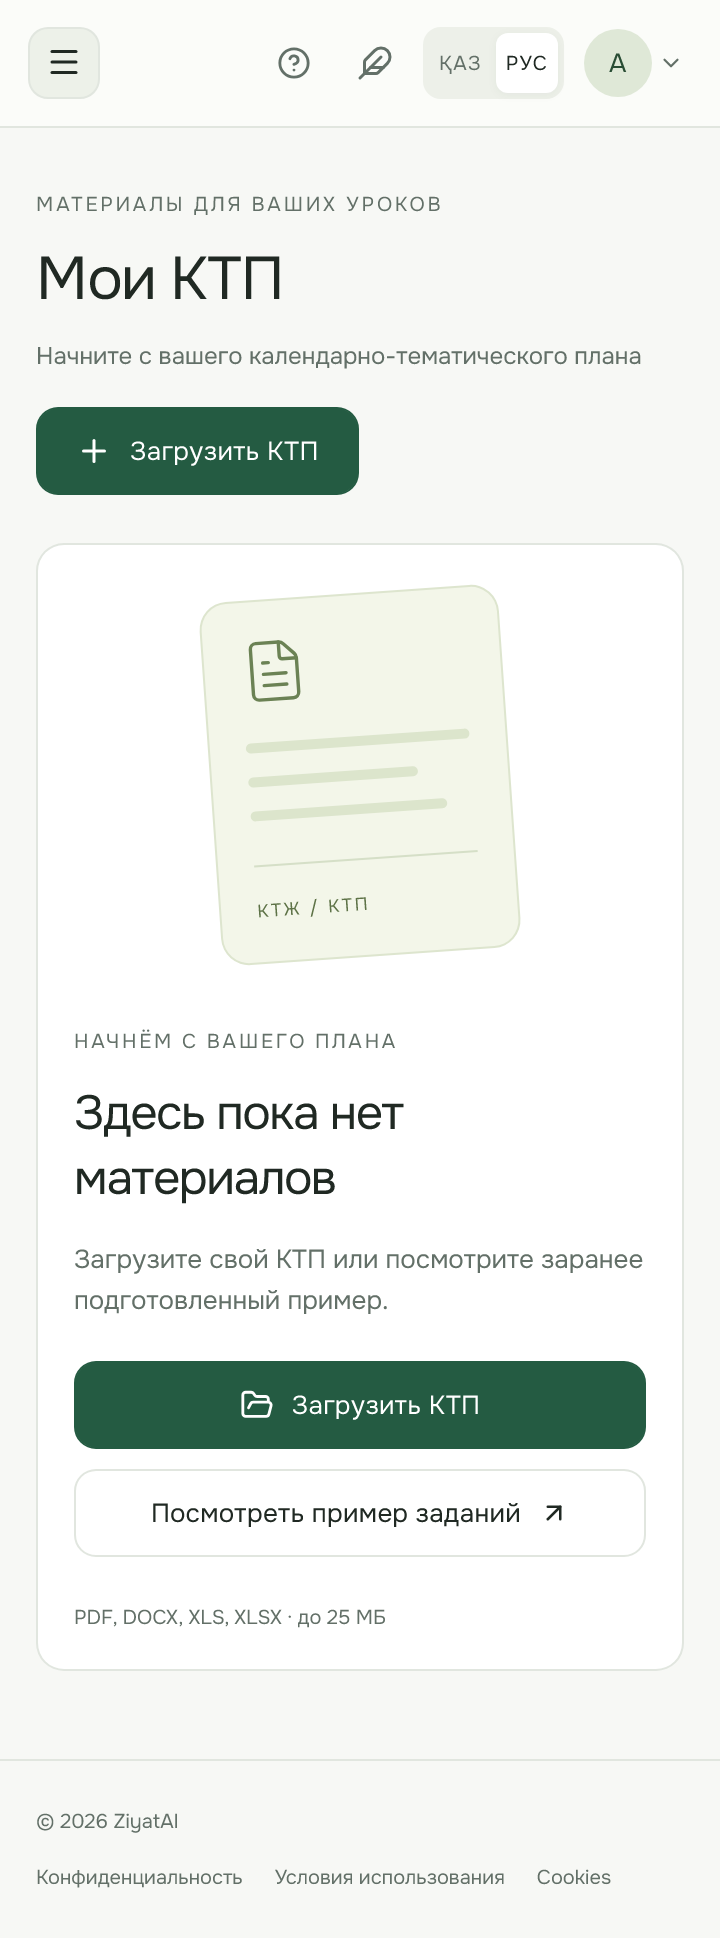 ҚАЗ РУС А
МАТЕРИАЛЫ ДЛЯ ВАШИХ УРОКОВ
Мои КТП
Начните с вашего календарно-тематического плана
Загрузить КТП
КТЖ / КТП
НАЧНЁМ С ВАШЕГО ПЛАНА
Здесь пока нет
материалов
Загрузите свой КТП или посмотрите заранее
подготовленный пример.
Загрузить КТП
Посмотреть пример заданий
PDF, DOCX, XLS, XLSX · до 25 МБ
© 2026 ZiyatAI
Конфиденциальность Условия использования Cookies